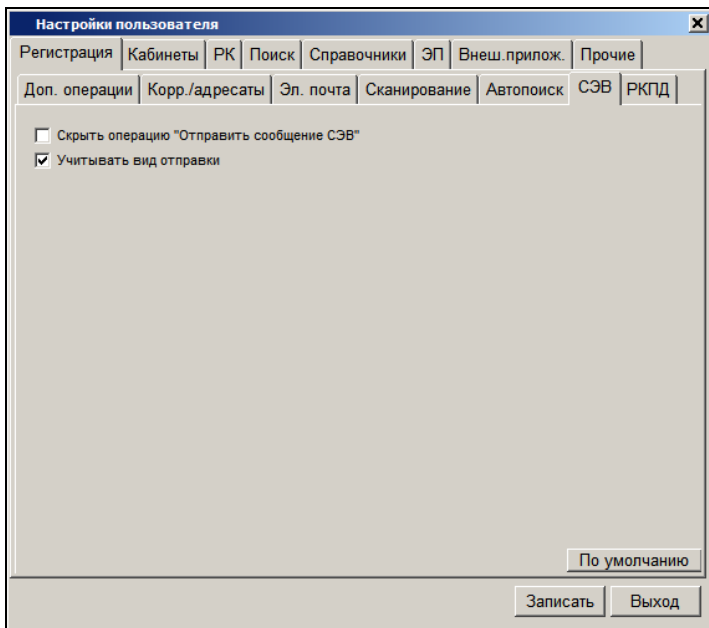 Настройки пользователя
Регистрация Кабинеты РК Поиск Справочники ЭП Внеш.прилож. Прочие
Доп. операции Корр./адресаты Эл. почта Сканирование Автопоиск СЭВ РКПД
Скрыть операцию "Отправить сообщение СЭВ"
Учитывать вид отправки
По умолчанию
Записать Выход